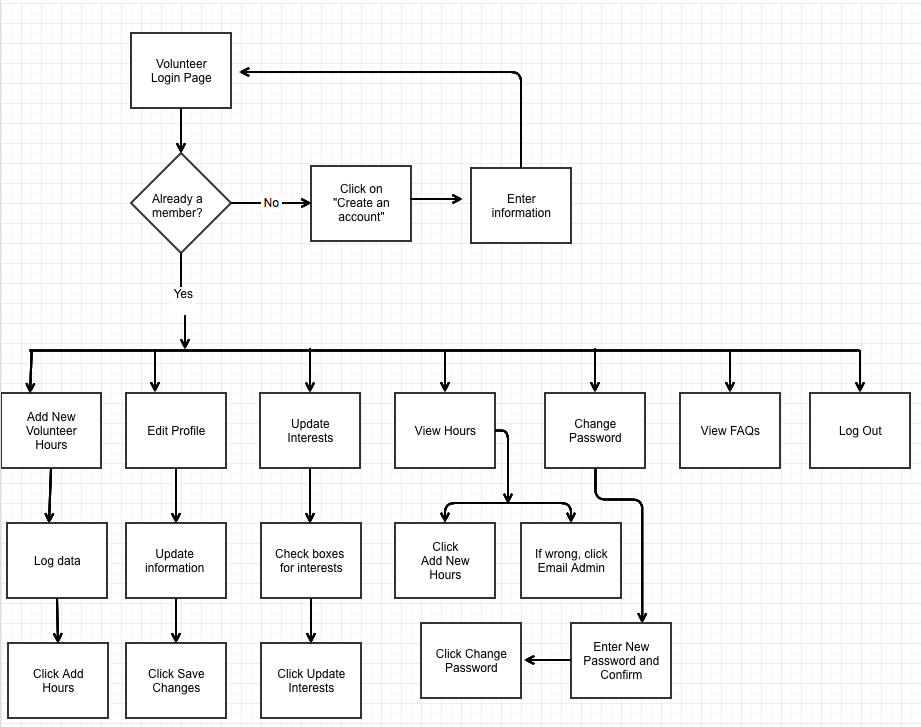 Volunteer
Login Page
Already a
member?
No
Click on
"Create an
account"
Enter
information
Yes
Add New
Volunteer
Hours
Edit Profile
Update
Interests
View Hours
Change
Password
View FAQs
Log Out
Log data
Update
information
Check boxes
for interests
Click
Add New
Hours
If wrong, click
Email Admin
Click Add
Hours
Click Save
Changes
Click Update
Interests
Click Change
Password
Enter New
Password and
Confirm